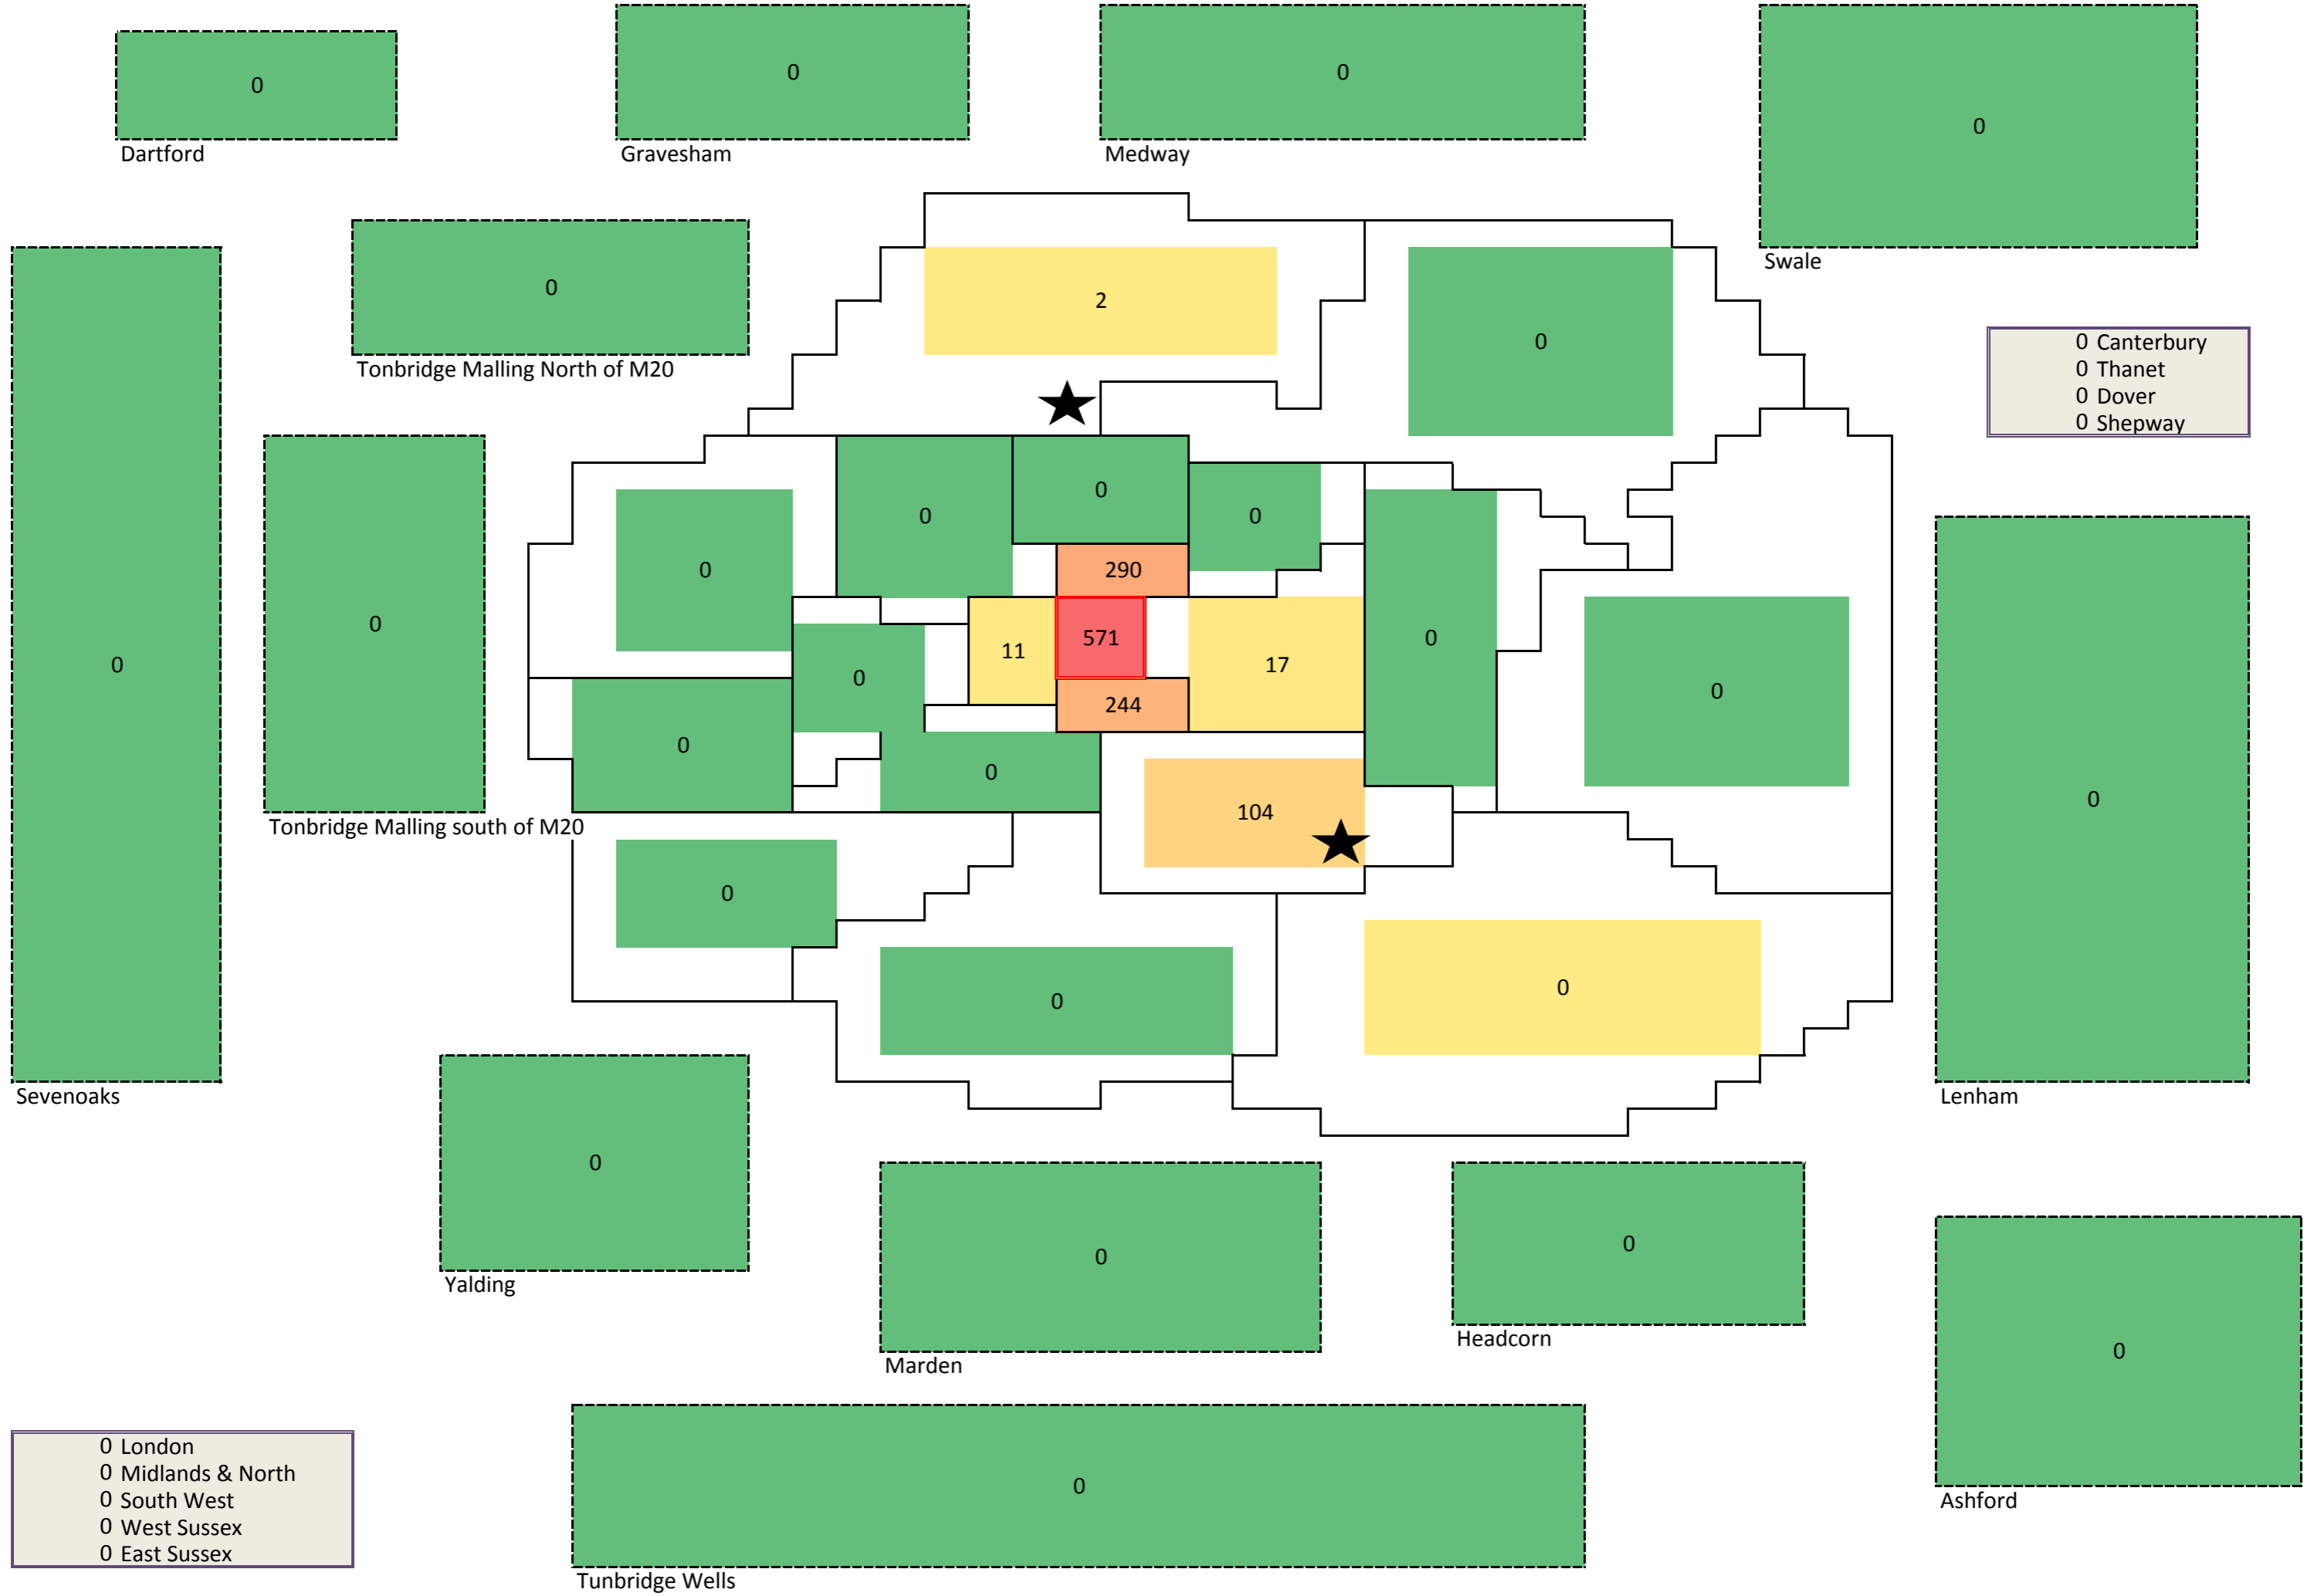 0
Dartford
0
Gravesham
0
Medway
0
Swale
0
Tonbridge Malling North of M20
2
0
0 Canterbury
0 Thanet
0 Dover
0 Shepway
0
Sevenoaks
0
Tonbridge Malling south of M20
0
0
0
0
290
11
571
17
0
0
0
244
0
0
0
104
0
Lenham
0
0
0
0
Yalding
0
Marden
0
Headcorn
0
Ashford
0 London
0 Midlands & North
0 South West
0 West Sussex
0 East Sussex
0
Tunbridge Wells